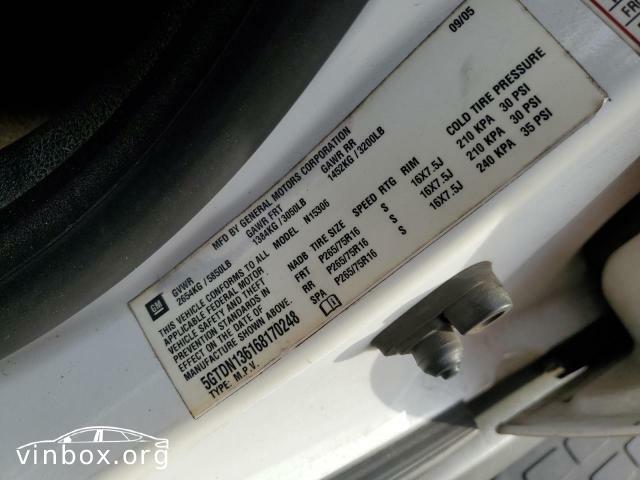 09/05
GM
MFD BY GENERAL MOTORS CORPORATION
GVWR GAWR FRT GAWR RR
2654KG / 5850LB 1384KG / 3050LB 1452KG / 3200LB
THIS VEHICLE CONFORMS TO ALL
APPLICABLE FEDERAL MOTOR
VEHICLE SAFETY THEFT
PREVENTION STANDARDS IN
EFFECT ON THE DATE OF
MANUFACTURE SHOWN ABOVE.
5GTDN136168170248
TYPE: M.P.V.
MODEL N15306
NADB TIRE SIZE SPEED RTG RIM COLD TIRE PRESSURE
FRT P265/75R16 S 16X7.5J 210 KPA 30 PSI
RR P265/75R16 S 16X7.5J 210 KPA 30 PSI
SPA P265/75R16 S 16X7.5J 240 KPA 35 PSI
vinbox.org